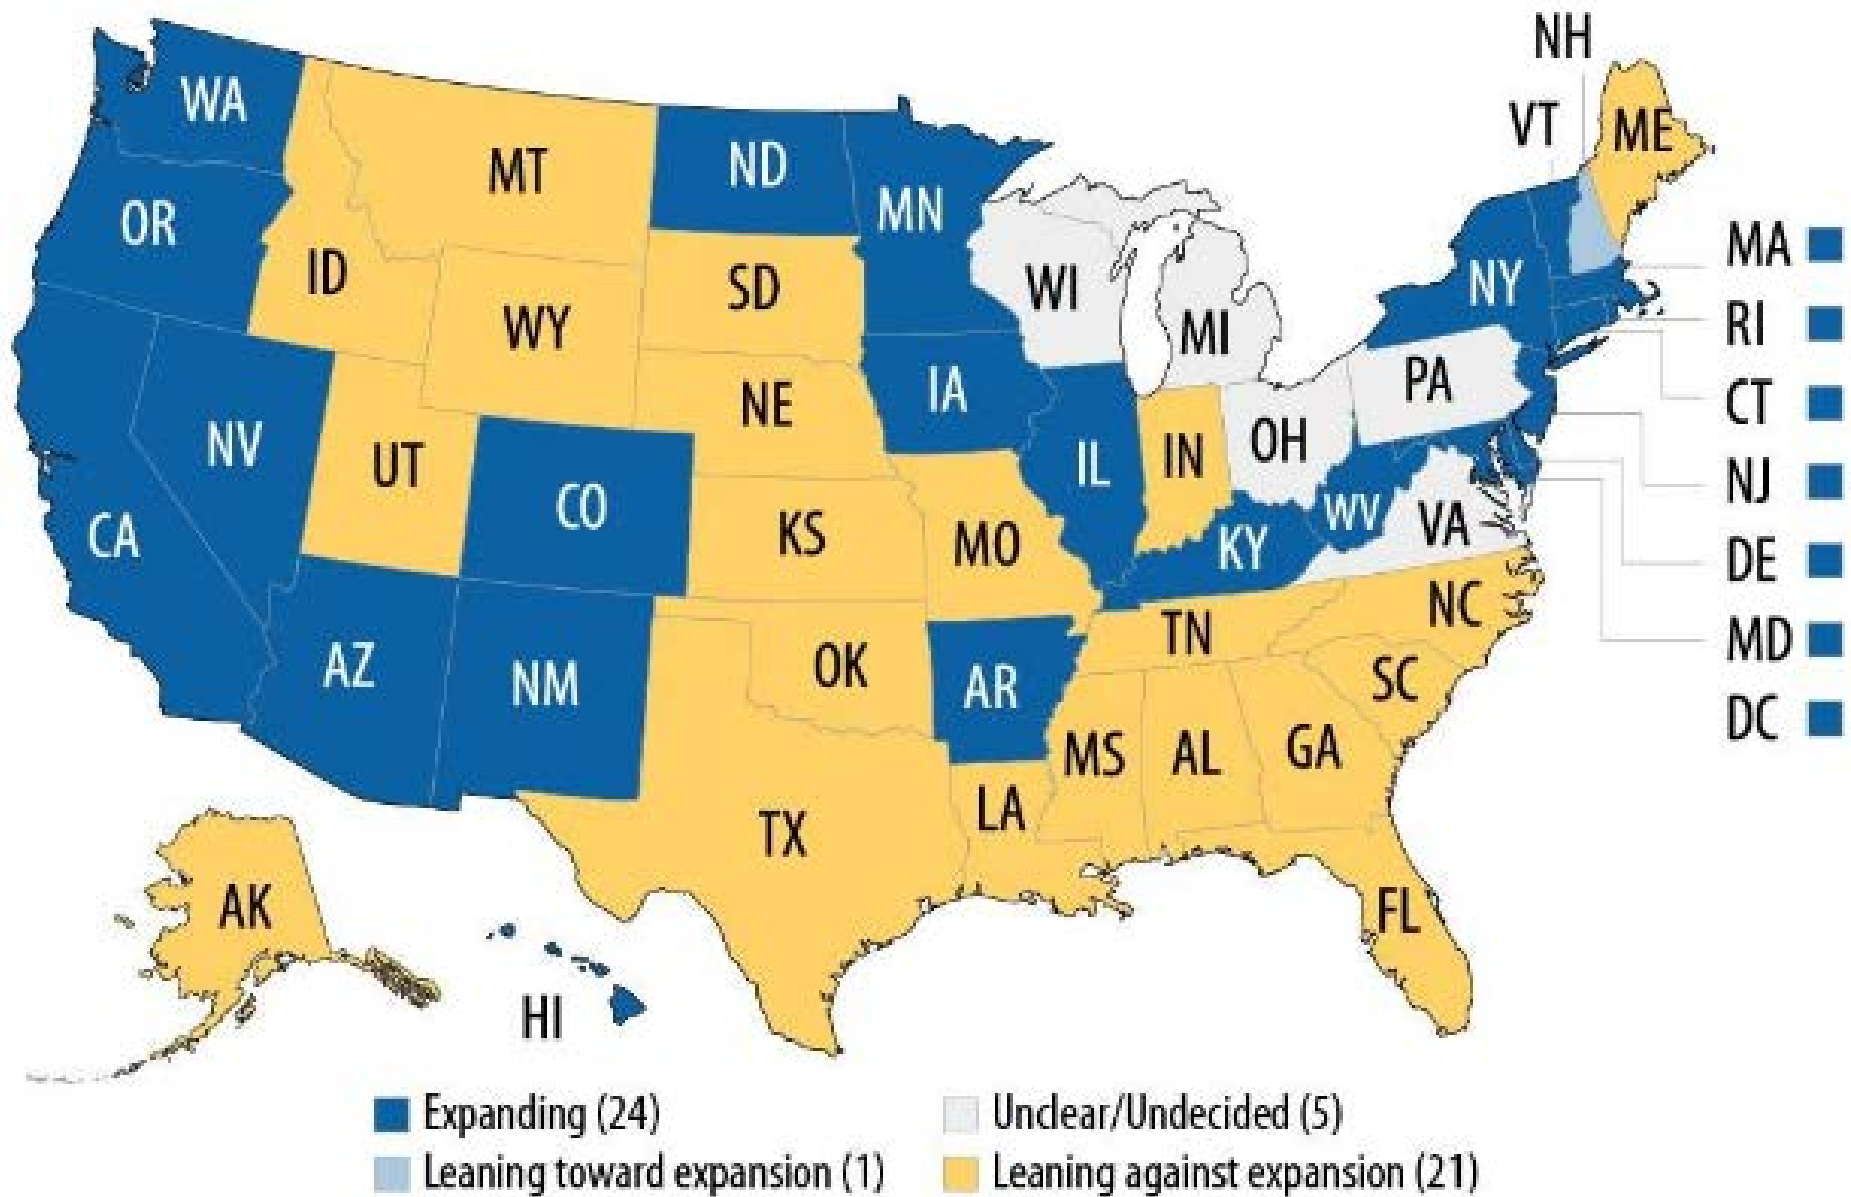 NH
WA
VT
ME
MT
ND
OR
MN
MA
ID
SD
WI
NY
WY
MI
RI
IA
PA
NE
CT
NV
UT
IL
IN
OH
CO
NJ
CA
KS
MO
WV
VA
KY
DE
NC
TN
MD
AZ
NM
OK
AR
SC
DC
MS
AL
GA
TX
LA
AK
FL
HI
Expanding (24)
Unclear/Undecided (5)
Leaning toward expansion (1)
Leaning against expansion (21)